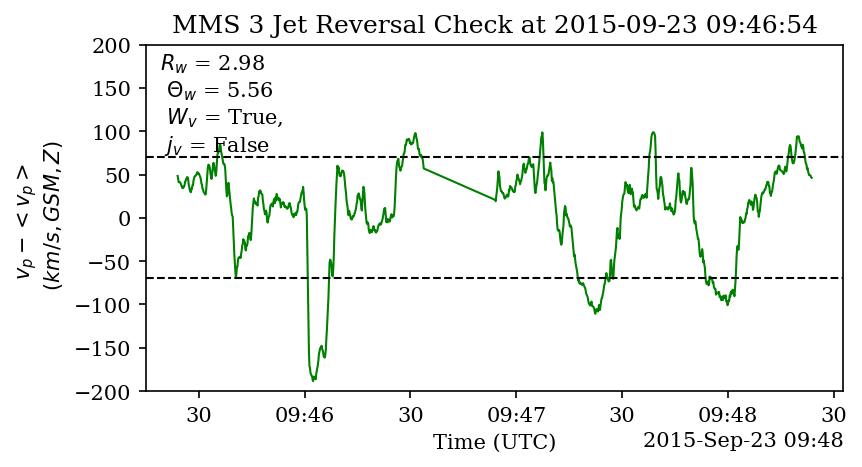 MMS 3 Jet Reversal Check at 2015-09-23 09:46:54
R_w = 2.98
Θ_w = 5.56
W_v = True,
j_v = False
v_p − < v_p >
(km/s, GSM, Z)
200
150
100
50
0
−50
−100
−150
−200
30 09:46 30 09:47 30 09:48 30
Time (UTC)
2015-Sep-23 09:48